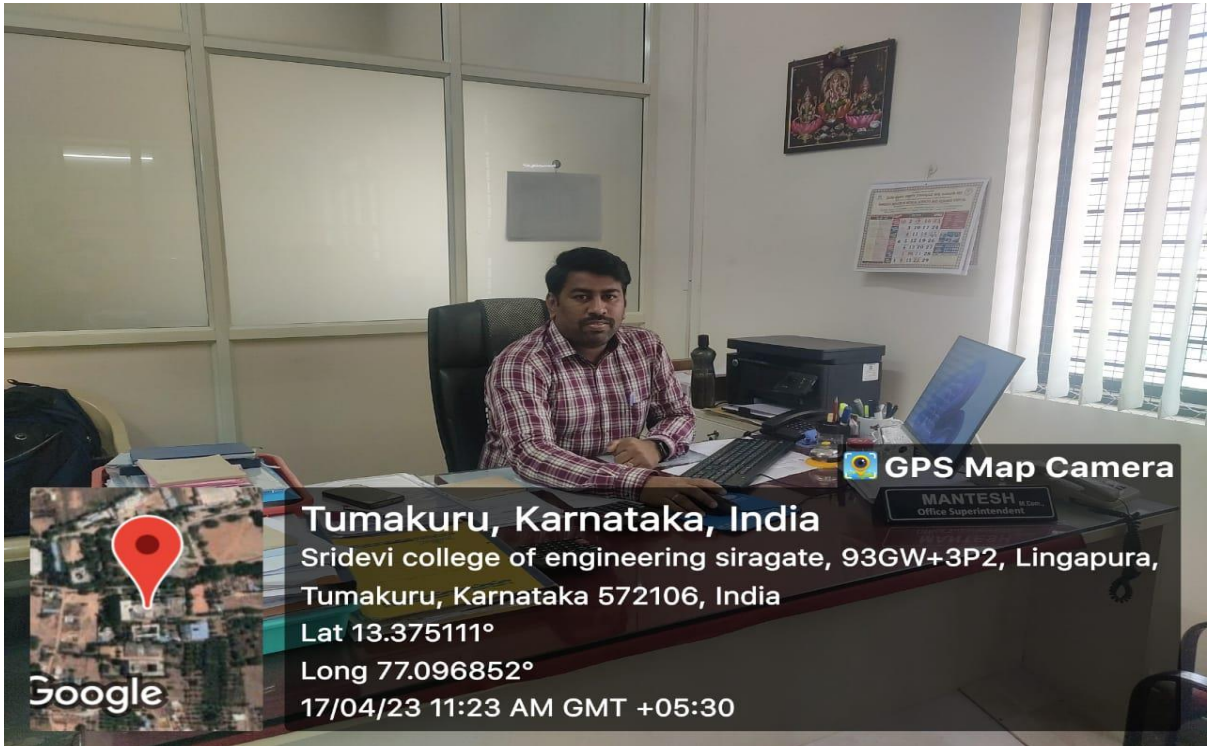 GPS Map Camera
MANTESH M.Com.,
Office Superintendent
Tumakuru, Karnataka, India
Sridevi college of engineering siragate, 93GW+3P2, Lingapura,
Tumakuru, Karnataka 572106, India
Lat 13.375111°
Long 77.096852°
17/04/23 11:23 AM GMT +05:30
Google